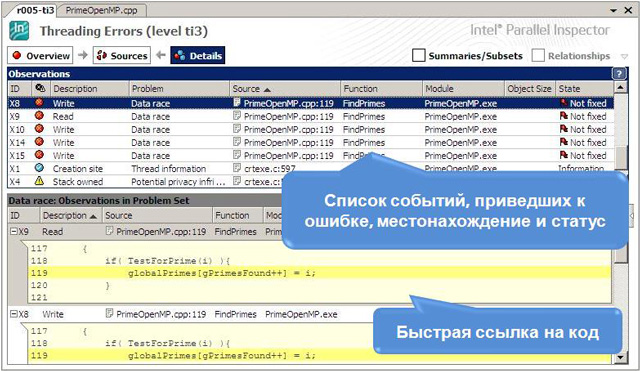 r005-ti3 PrimeOpenMP.cpp
Threading Errors (level ti3) Intel® Parallel Inspector
Overview Sources Details Summaries/Subsets Relationships
Observations ?
ID Description Problem Source Function Module Object Size State
X8 Write Data race PrimeOpenMP.cpp:119 FindPrimes PrimeOpenMP.exe Not fixed
X9 Read Data race PrimeOpenMP.cpp:119 FindPrimes PrimeOpenMP.exe Not fixed
X10 Write Data race PrimeOpenMP.cpp:119 FindPrimes PrimeOpenMP.exe Not fixed
X14 Write Data race PrimeOpenMP.cpp:119 FindPrimes PrimeOpenMP.exe Not fixed
X15 Write Data race PrimeOpenMP.cpp:119 FindPrimes PrimeOpenMP.exe Not fixed
X1 Creation site Thread information crtexe.c:597 Information
X4 Stack owned Potential privacy infri ... crtexe.c:
Список событий, приведших к
ошибке, местонахождение и статус
Data race: Observations in Problem Set
ID Description Source Function
X9 Read PrimeOpenMP.cpp:119 FindPrimes
117 {
118 if( TestForPrime(i) ){
119 globalPrimes[gPrimesFound++] = i;
120 }
121
X8 Write PrimeOpenMP.cpp:119 FindPrimes PrimeOpenMP.exe
Быстрая ссылка на код
117 {
118 if( TestForPrime(i) ){
119 globalPrimes[gPrimesFound++] = i;